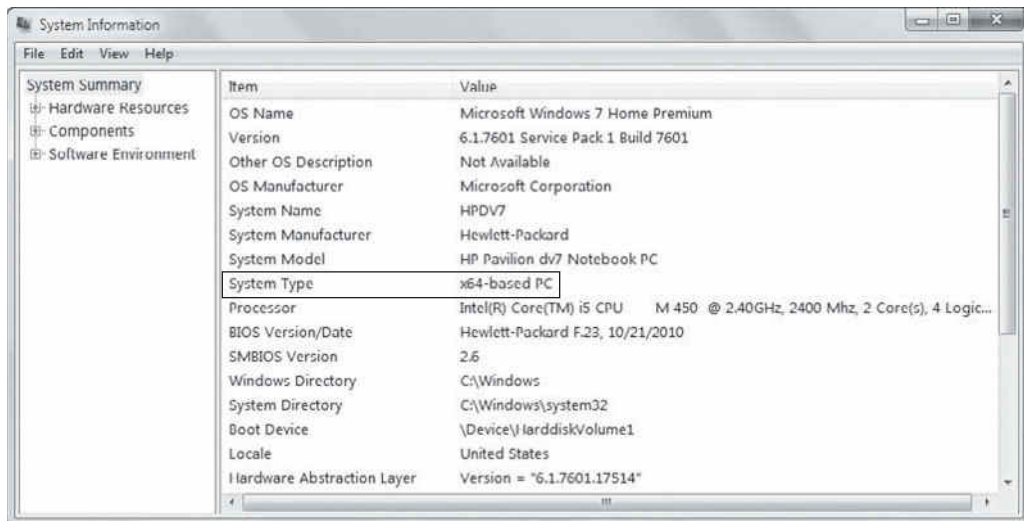 System Information
File Edit View Help
System Summary
Hardware Resources
Components
Software Environment
Item Value
OS Name Microsoft Windows 7 Home Premium
Version 6.1.7601 Service Pack 1 Build 7601
Other OS Description Not Available
OS Manufacturer Microsoft Corporation
System Name HPDV7
System Manufacturer Hewlett-Packard
System Model HP Pavilion dv7 Notebook PC
System Type x64-based PC
Processor Intel(R) Core(TM) i5 CPU M 450 @ 2.40GHz, 2400 Mhz, 2 Core(s), 4 Logic...
BIOS Version/Date Hewlett-Packard F.23, 10/21/2010
SMBIOS Version 2.6
Windows Directory C:\Windows
System Directory C:\Windows\system32
Boot Device \Device\HarddiskVolume1
Locale United States
Hardware Abstraction Layer Version = "6.1.7601.17514"